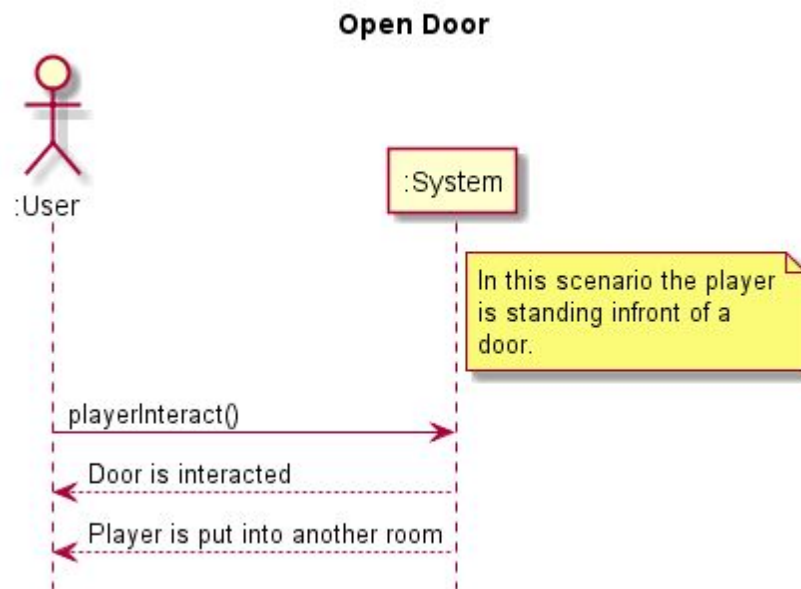 Open Door
:User
:System
In this scenario the player
is standing infront of a
door.
playerInteract()
Door is interacted
Player is put into another room